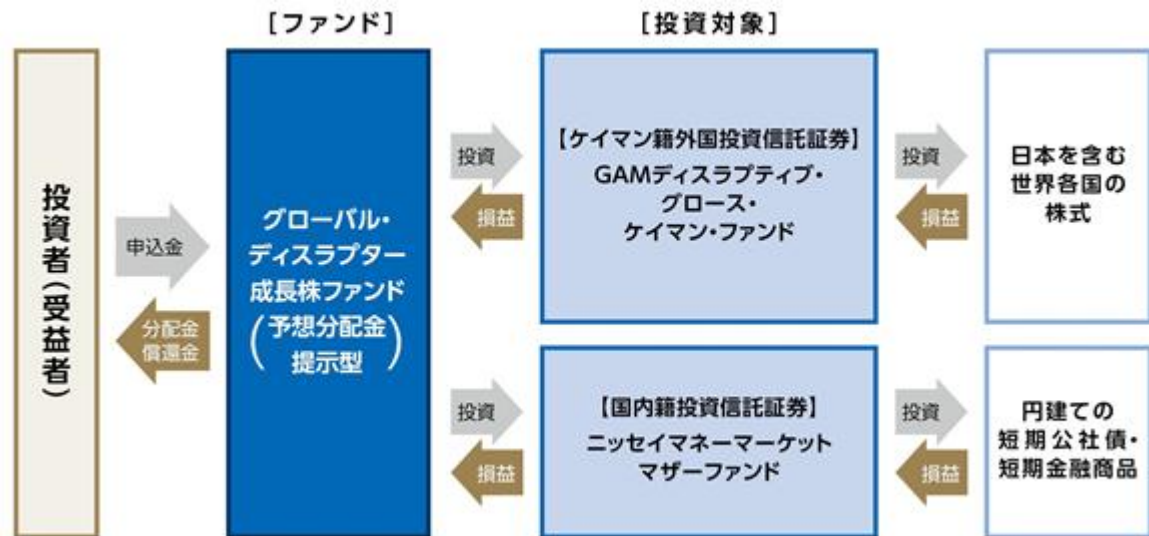 [ファンド]
[投資対象]
投資者(受益者)
申込金
分配金
償還金
グローバル・
ディスラプター
成長株ファンド
(予想分配金
提示型)
投資
損益
【ケイマン籍外国投資信託証券】
GAMディスラプティブ・
グロース・
ケイマン・ファンド
投資
損益
日本を含む
世界各国の
株式
投資
損益
【国内籍投資信託証券】
ニッセイマネーマーケット
マザーファンド
投資
損益
円建ての
短期公社債・
短期金融商品